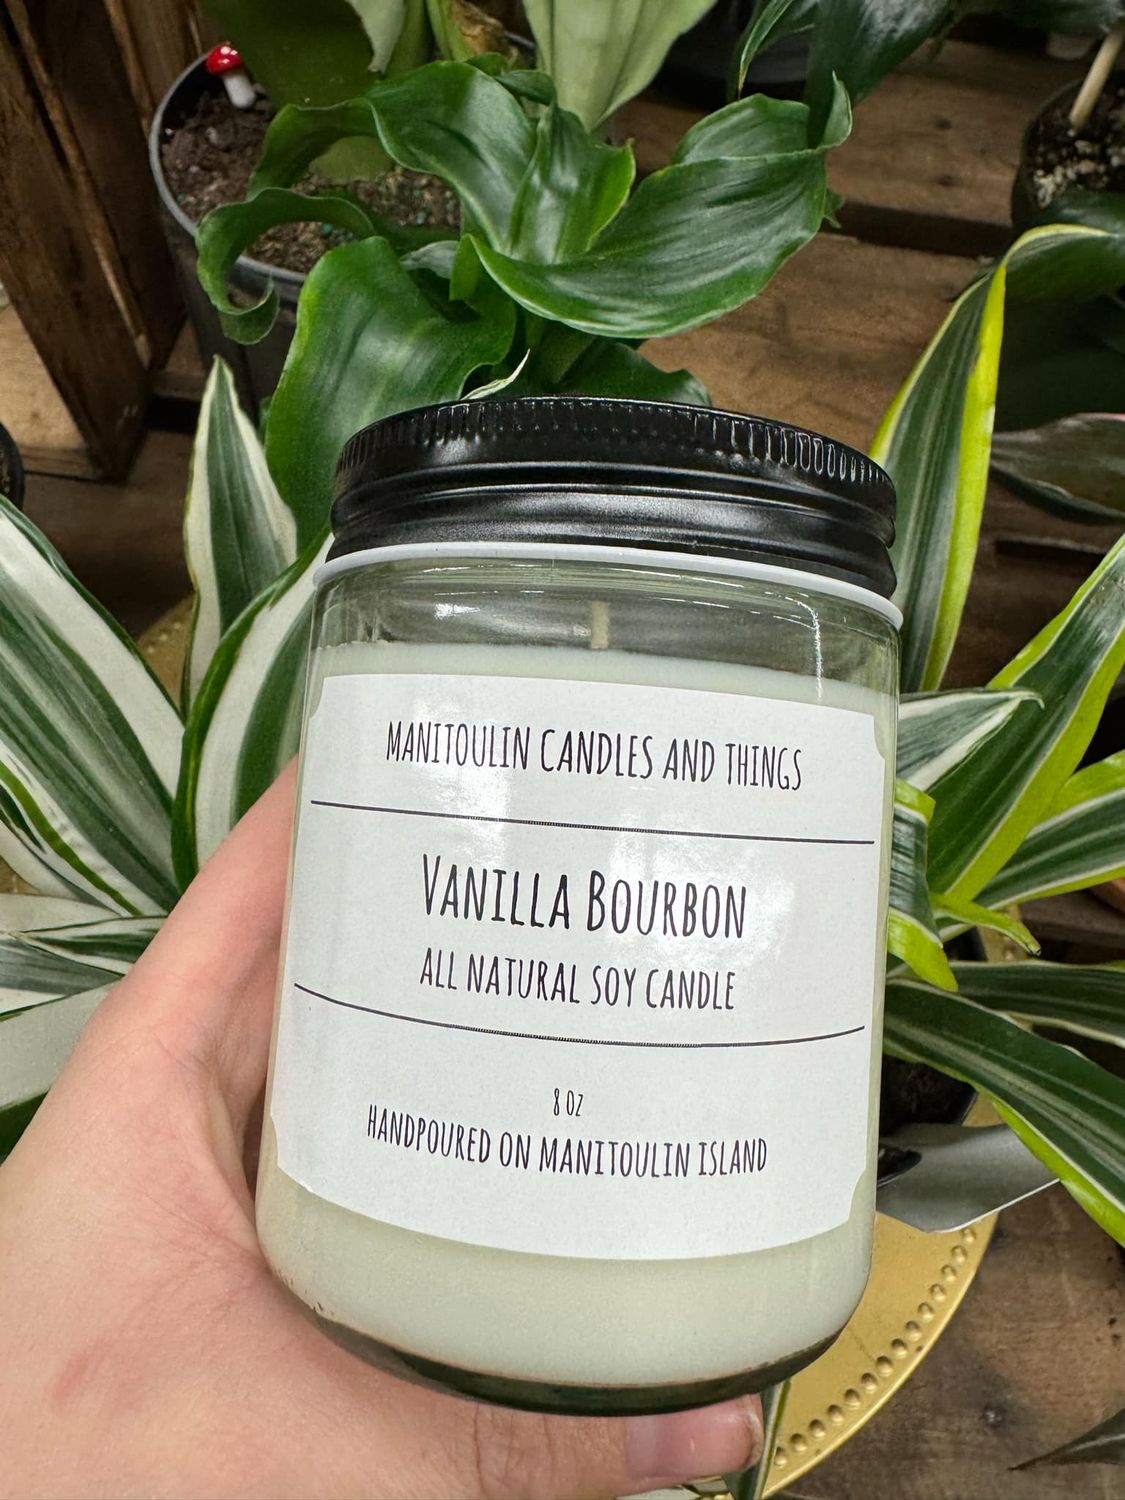 MANITOULIN CANDLES AND THINGS
VANILLA BOURBON
ALL NATURAL SOY CANDLE
8 OZ
HANDPOURED ON MANITOULIN ISLAND